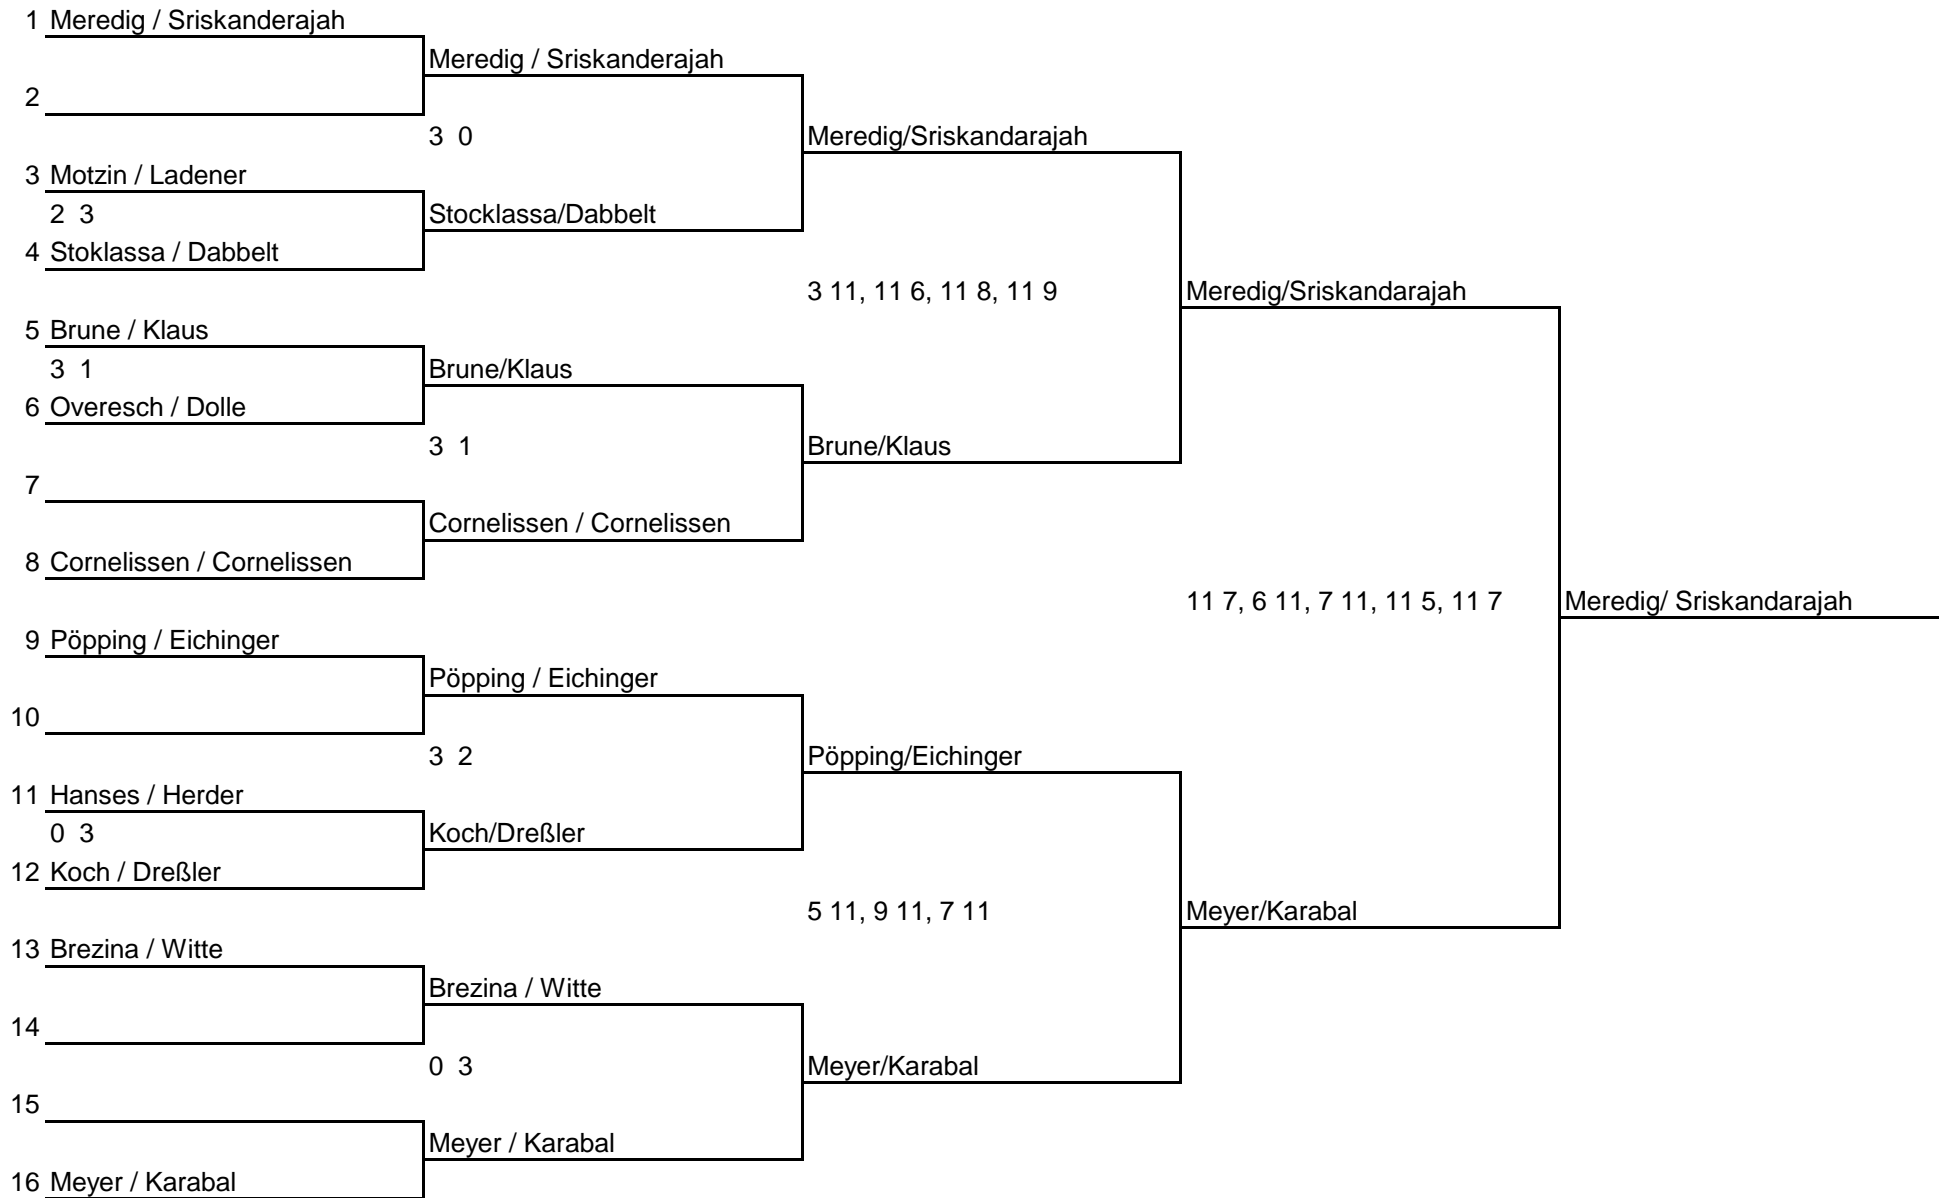 1 Meredig / Sriskanderajah
Meredig / Sriskanderajah
2
3 0
Meredig/Sriskandarajah
3 Motzin / Ladener
2 3
Stocklassa/Dabbelt
4 Stoklassa / Dabbelt
3 11, 11 6, 11 8, 11 9
Meredig/Sriskandarajah
5 Brune / Klaus
3 1
Brune/Klaus
6 Overesch / Dolle
3 1
Brune/Klaus
7
Cornelissen / Cornelissen
8 Cornelissen / Cornelissen
11 7, 6 11, 7 11, 11 5, 11 7
Meredig/ Sriskandarajah
9 Pöpping / Eichinger
Pöpping / Eichinger
10
3 2
Pöpping/Eichinger
11 Hanses / Herder
0 3
Koch/Dreßler
12 Koch / Dreßler
5 11, 9 11, 7 11
Meyer/Karabal
13 Brezina / Witte
Brezina / Witte
14
0 3
Meyer/Karabal
15
Meyer / Karabal
16 Meyer / Karabal